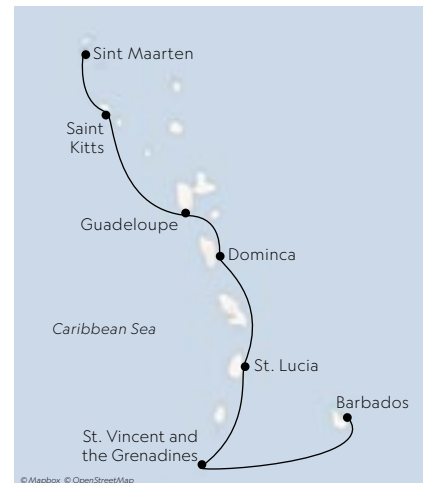 Sint Maarten
Saint
Kitts
Guadeloupe
Dominca
Caribbean Sea
St. Lucia
Barbados
St. Vincent and
the Grenadines
© Mapbox © OpenStreetMap